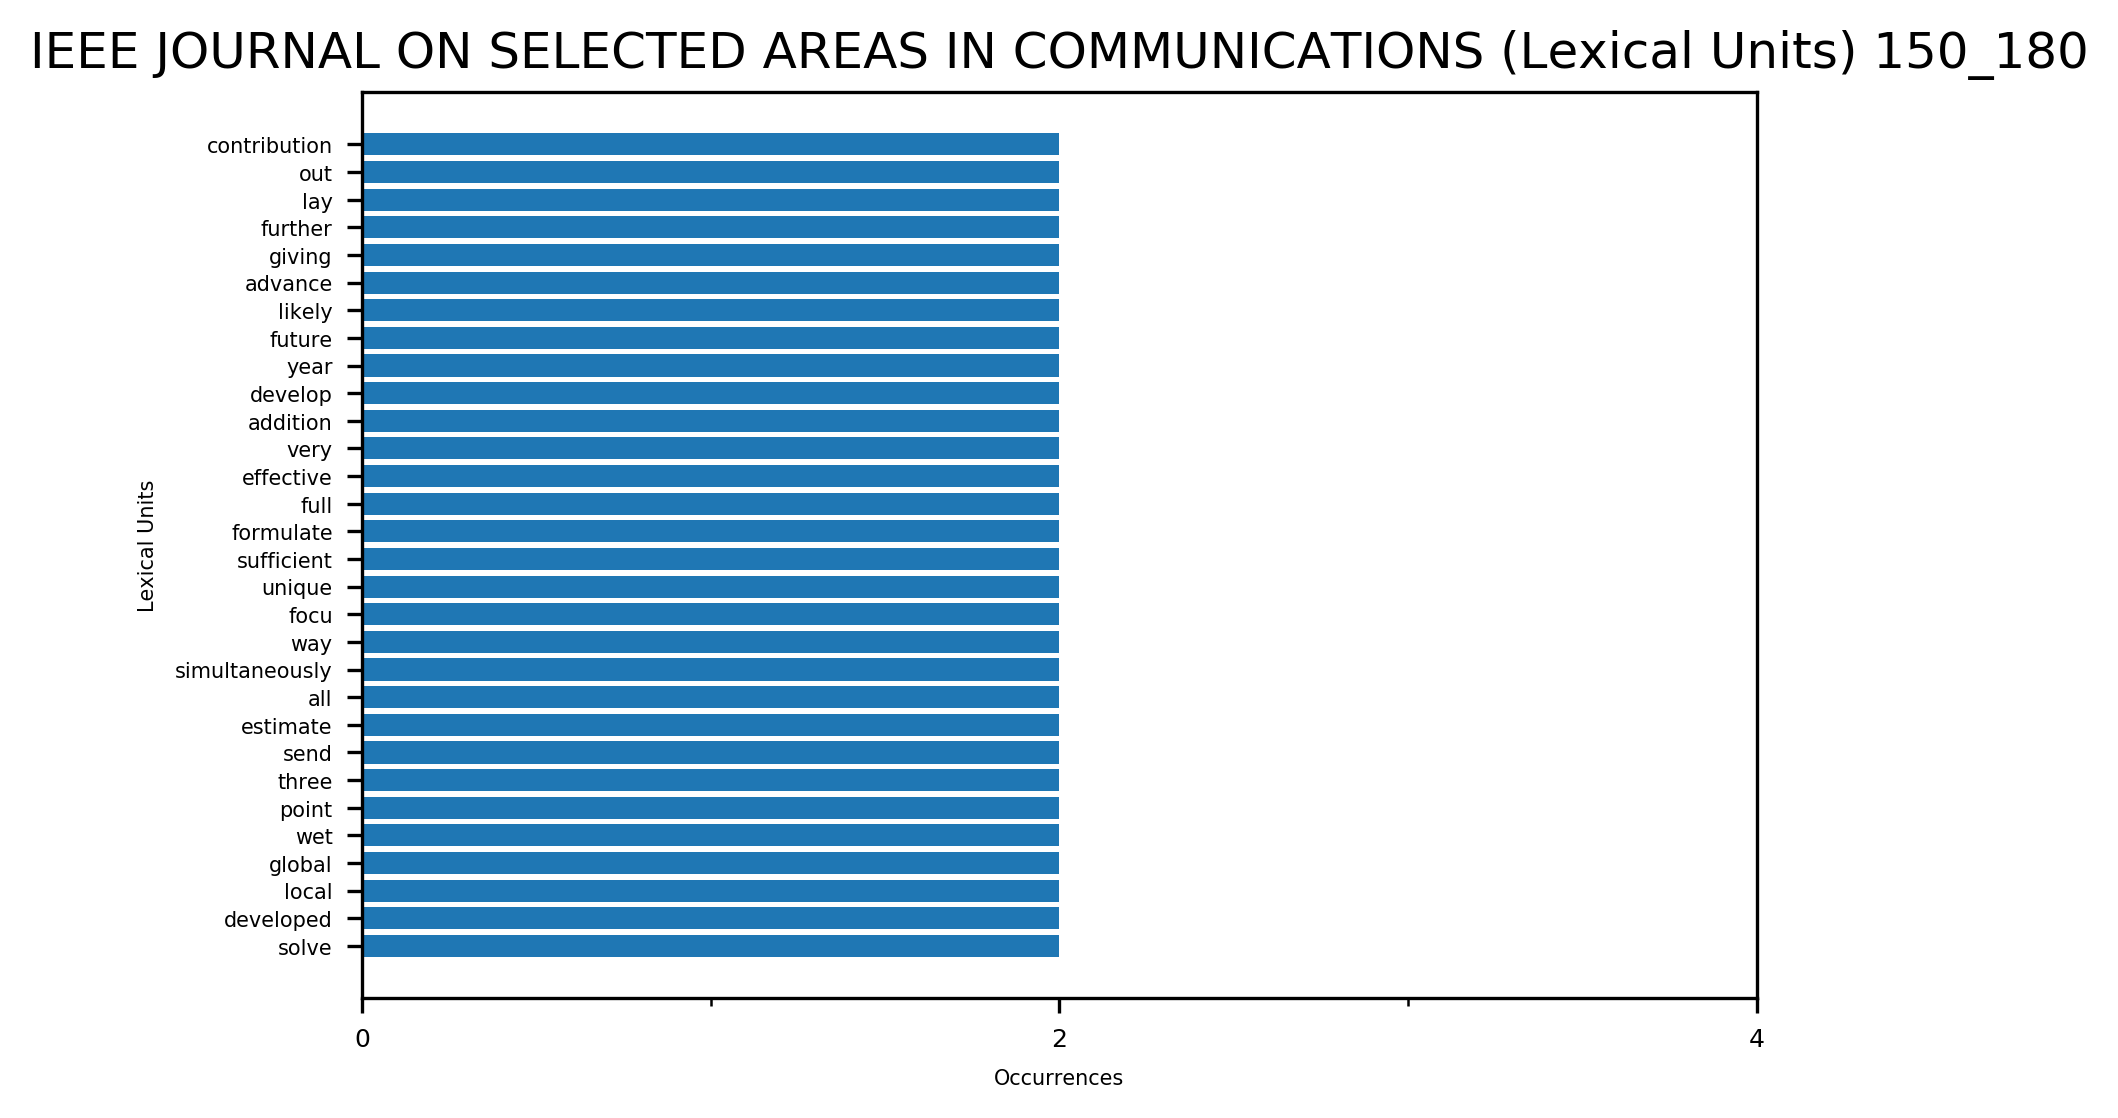 IEEE JOURNAL ON SELECTED AREAS IN COMMUNICATIONS (Lexical Units) 150_180
contribution
out
lay
further
giving
advance
likely
future
year
develop
addition
very
effective
full
formulate
sufficient
unique
focu
way
simultaneously
all
estimate
send
three
point
wet
global
local
developed
solve
Lexical Units
0 2 4
Occurrences